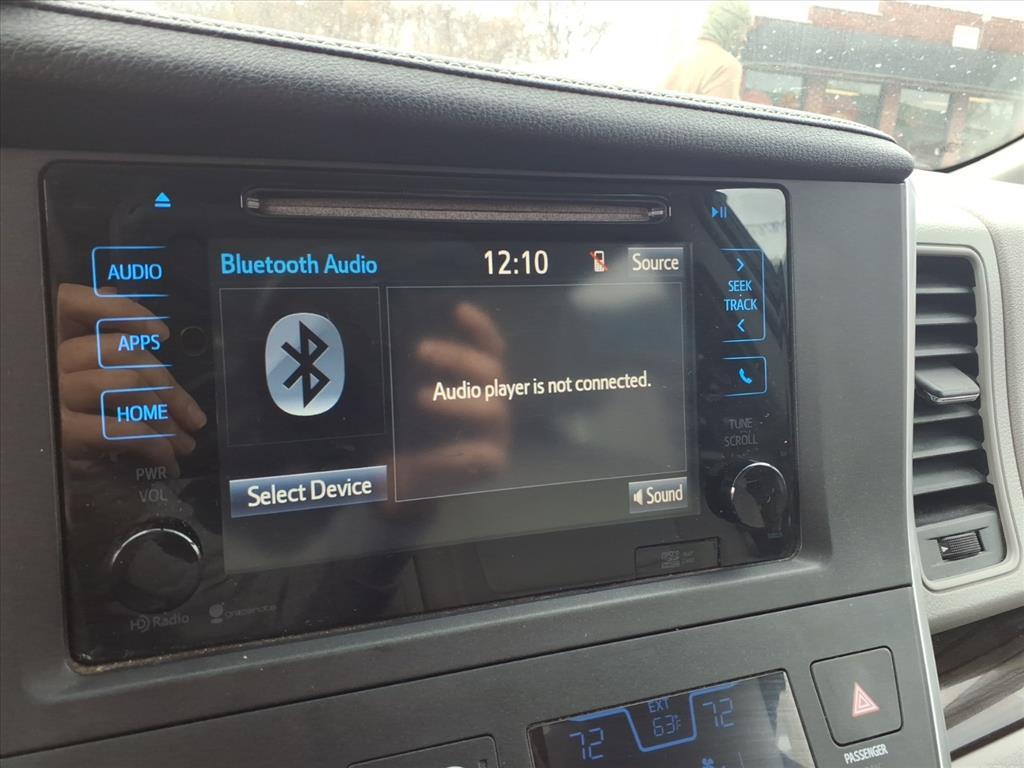 AUDIO
APPS
HOME
PWR
VOL
HD Radio
gracenote
Bluetooth Audio
12:10
Source
Audio player is not connected.
Select Device
Sound
SEEK
TRACK
TUNE
SCROLL
72
EXT
63°F
72
PASSENGER